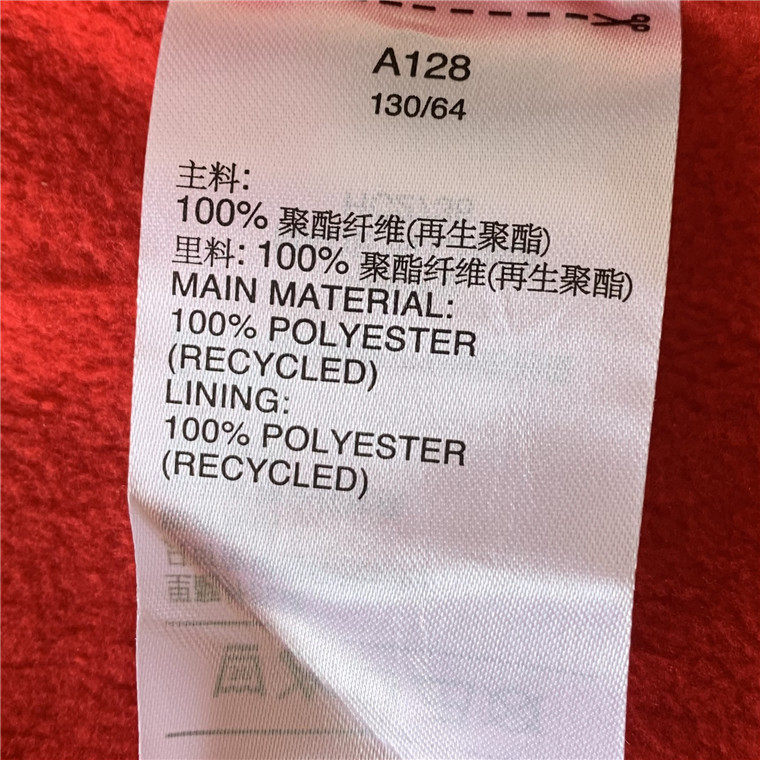 A128
130/64
主料:
100% 聚酯纤维(再生聚酯)
里料: 100% 聚酯纤维(再生聚酯)
MAIN MATERIAL:
100% POLYESTER
(RECYCLED)
LINING:
100% POLYESTER
(RECYCLED)